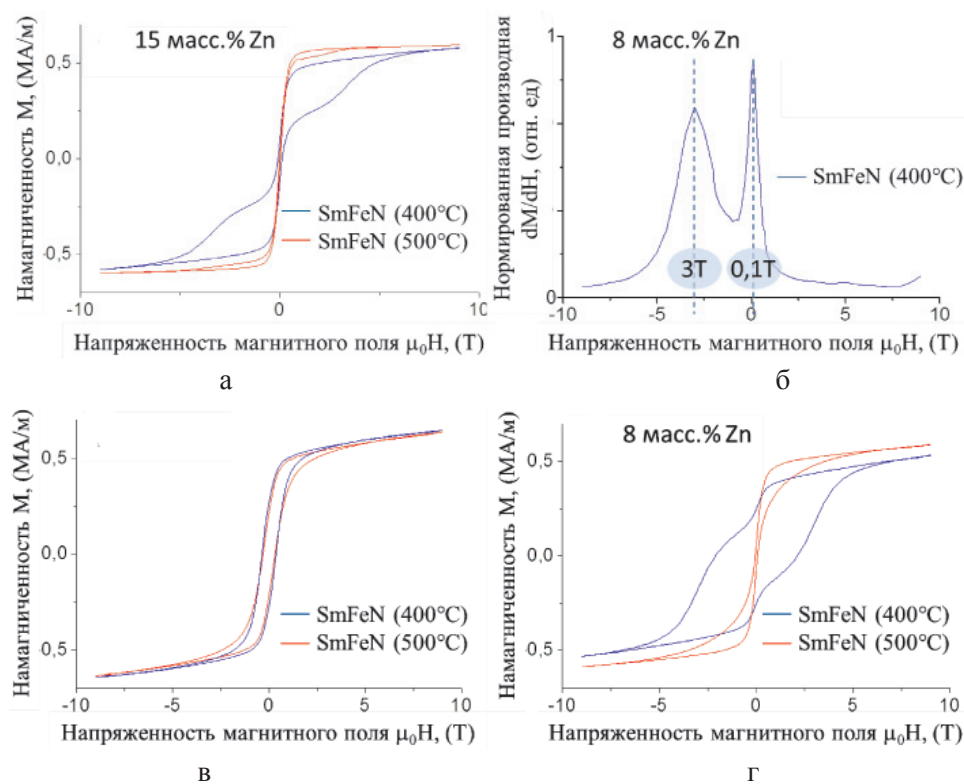 15 масс.% Zn
Намагниченность М, (МА/м)
0,5
0,0
-0,5
SmFeN (400°C)
SmFeN (500°C)
-10 -5 0 5 10
Напряженность магнитного поля μ₀H, (Т)
а
8 масс.% Zn
Нормированная производная
dM/dH, (отн. ед)
1
0
SmFeN (400°C)
3T 0,1T
-10 -5 0 5 10
Напряженность магнитного поля μ₀H, (Т)
б
Намагниченность М, (МА/м)
0,5
0,0
-0,5
SmFeN (400°C)
SmFeN (500°C)
-10 -5 0 5 10
Напряженность магнитного поля μ₀H, (Т)
в
8 масс.% Zn
Намагниченность М, (МА/м)
0,5
0,0
-0,5
SmFeN (400°C)
SmFeN (500°C)
-10 -5 0 5 10
Напряженность магнитного поля μ₀H, (Т)
г